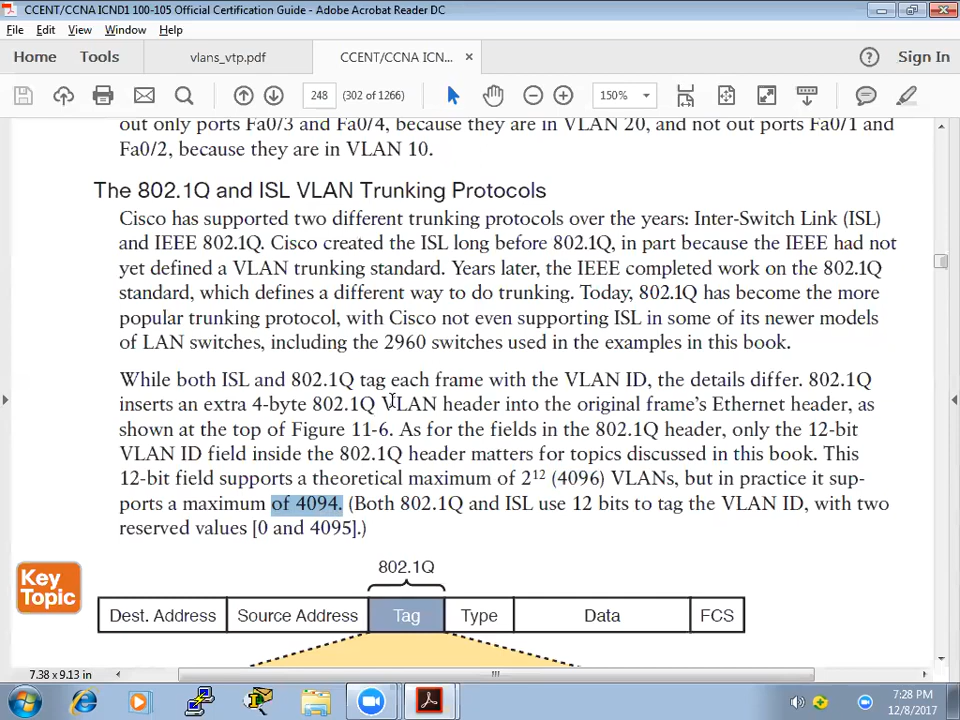 CCENT/CCNA ICND1 100-105 Official Certification Guide - Adobe Acrobat Reader DC
File Edit View Window Help
Home Tools vlans_vtp.pdf CCENT/CCNA ICN... × ? Sign In
248 (302 of 1266) 150%
out only ports Fa0/3 and Fa0/4, because they are in VLAN 20, and not out ports Fa0/1 and
Fa0/2, because they are in VLAN 10.
The 802.1Q and ISL VLAN Trunking Protocols
Cisco has supported two different trunking protocols over the years: Inter-Switch Link (ISL)
and IEEE 802.1Q. Cisco created the ISL long before 802.1Q, in part because the IEEE had not
yet defined a VLAN trunking standard. Years later, the IEEE completed work on the 802.1Q
standard, which defines a different way to do trunking. Today, 802.1Q has become the more
popular trunking protocol, with Cisco not even supporting ISL in some of its newer models
of LAN switches, including the 2960 switches used in the examples in this book.
While both ISL and 802.1Q tag each frame with the VLAN ID, the details differ. 802.1Q
inserts an extra 4-byte 802.1Q VLAN header into the original frame's Ethernet header, as
shown at the top of Figure 11-6. As for the fields in the 802.1Q header, only the 12-bit
VLAN ID field inside the 802.1Q header matters for topics discussed in this book. This
12-bit field supports a theoretical maximum of 2¹² (4096) VLANs, but in practice it sup-
ports a maximum of 4094. (Both 802.1Q and ISL use 12 bits to tag the VLAN ID, with two
reserved values [0 and 4095].)
Key
Topic
802.1Q
Dest. Address Source Address Tag Type Data FCS
7.38 x 9.13 in
7:28 PM
12/8/2017